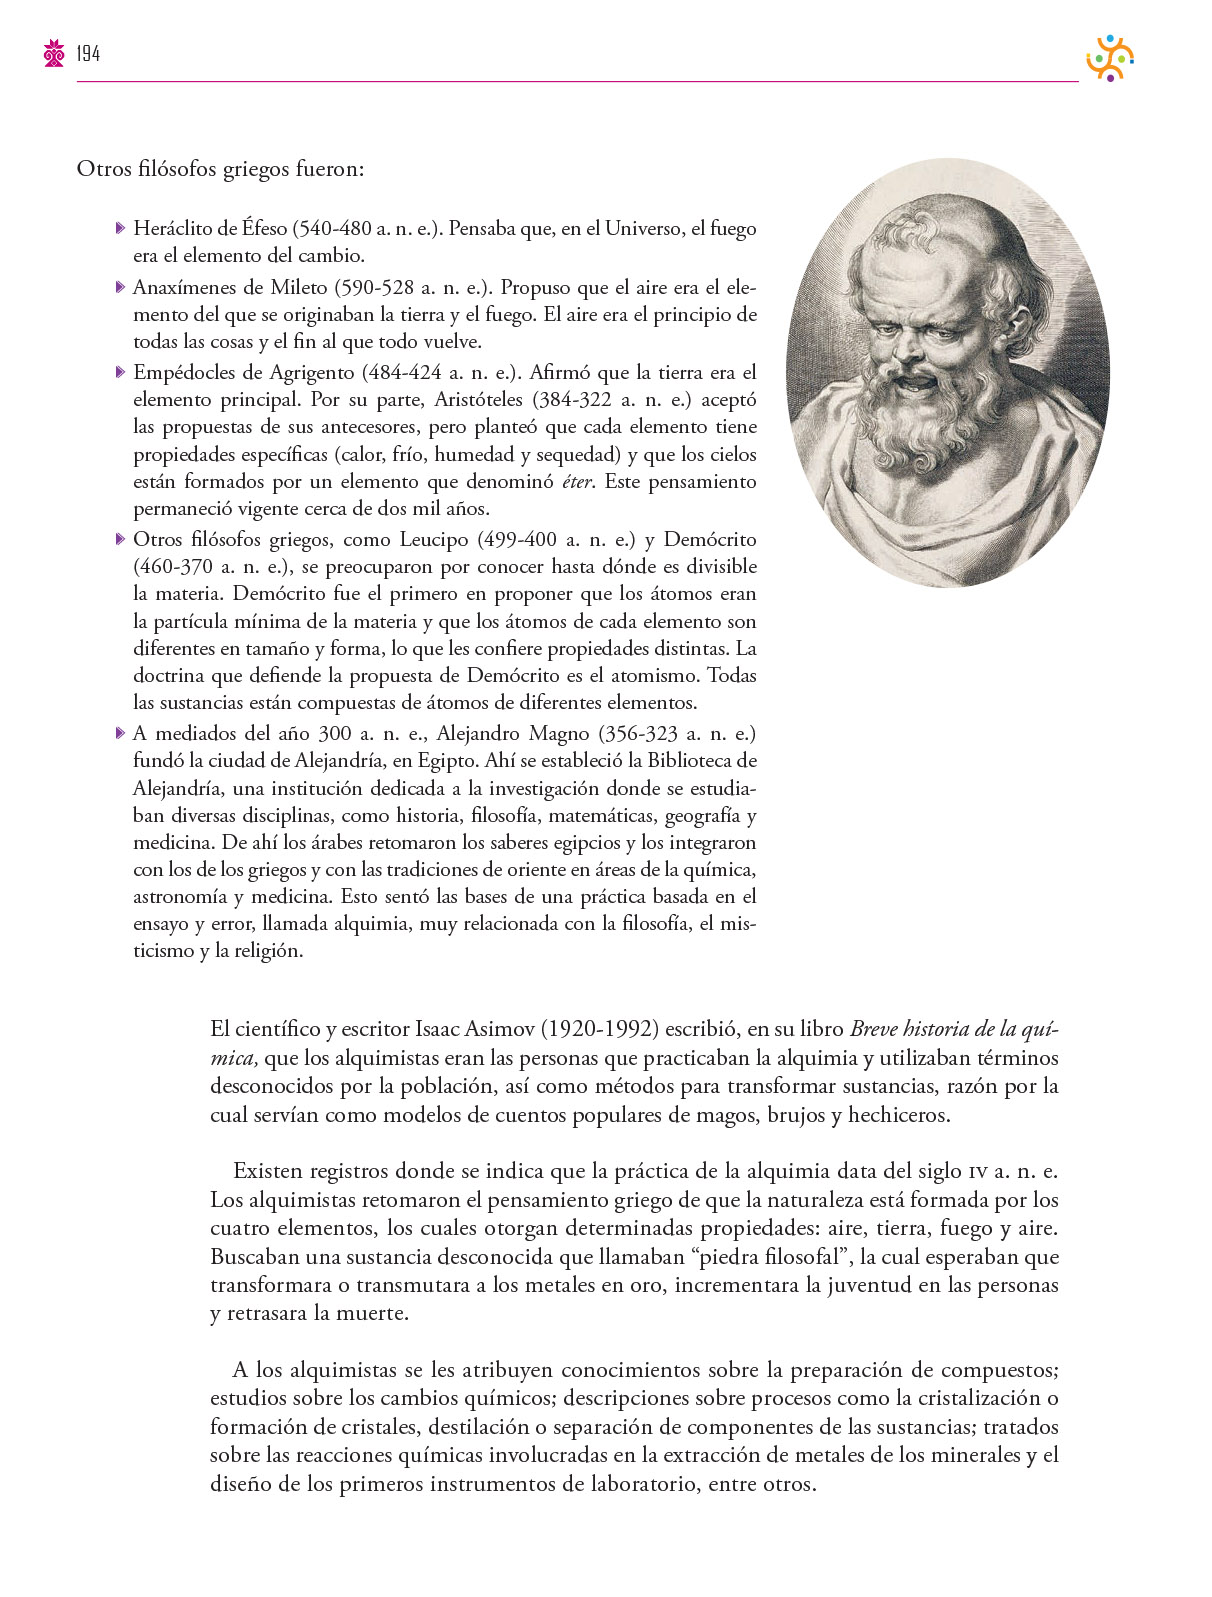 194
Otros filósofos griegos fueron:
Heráclito de Éfeso (540-480 a. n. e.). Pensaba que, en el Universo, el fuego
era el elemento del cambio.
Anaxímenes de Mileto (590-528 a. n. e.). Propuso que el aire era el ele-
mento del que se originaban la tierra y el fuego. El aire era el principio de
todas las cosas y el fin al que todo vuelve.
Empédocles de Agrigento (484-424 a. n. e.). Afirmó que la tierra era el
elemento principal. Por su parte, Aristóteles (384-322 a. n. e.) aceptó
las propuestas de sus antecesores, pero planteó que cada elemento tiene
propiedades específicas (calor, frío, humedad y sequedad) y que los cielos
están formados por un elemento que denominó éter. Este pensamiento
permaneció vigente cerca de dos mil años.
Otros filósofos griegos, como Leucipo (499-400 a. n. e.) y Demócrito
(460-370 a. n. e.), se preocuparon por conocer hasta dónde es divisible
la materia. Demócrito fue el primero en proponer que los átomos eran
la partícula mínima de la materia y que los átomos de cada elemento son
diferentes en tamaño y forma, lo que les confiere propiedades distintas. La
doctrina que defiende la propuesta de Demócrito es el atomismo. Todas
las sustancias están compuestas de átomos de diferentes elementos.
A mediados del año 300 a. n. e., Alejandro Magno (356-323 a. n. e.)
fundó la ciudad de Alejandría, en Egipto. Ahí se estableció la Biblioteca de
Alejandría, una institución dedicada a la investigación donde se estudia-
ban diversas disciplinas, como historia, filosofía, matemáticas, geografía y
medicina. De ahí los árabes retomaron los saberes egipcios y los integraron
con los de los griegos y con las tradiciones de oriente en áreas de la química,
astronomía y medicina. Esto sentó las bases de una práctica basada en el
ensayo y error, llamada alquimia, muy relacionada con la filosofía, el mis-
ticismo y la religión.
El científico y escritor Isaac Asimov (1920-1992) escribió, en su libro Breve historia de la quí-
mica, que los alquimistas eran las personas que practicaban la alquimia y utilizaban términos
desconocidos por la población, así como métodos para transformar sustancias, razón por la
cual servían como modelos de cuentos populares de magos, brujos y hechiceros.
Existen registros donde se indica que la práctica de la alquimia data del siglo IV a. n. e.
Los alquimistas retomaron el pensamiento griego de que la naturaleza está formada por los
cuatro elementos, los cuales otorgan determinadas propiedades: aire, tierra, fuego y aire.
Buscaban una sustancia desconocida que llamaban “piedra filosofal”, la cual esperaban que
transformara o transmutara a los metales en oro, incrementara la juventud en las personas
y retrasara la muerte.
A los alquimistas se les atribuyen conocimientos sobre la preparación de compuestos;
estudios sobre los cambios químicos; descripciones sobre procesos como la cristalización o
formación de cristales, destilación o separación de componentes de las sustancias; tratados
sobre las reacciones químicas involucradas en la extracción de metales de los minerales y el
diseño de los primeros instrumentos de laboratorio, entre otros.